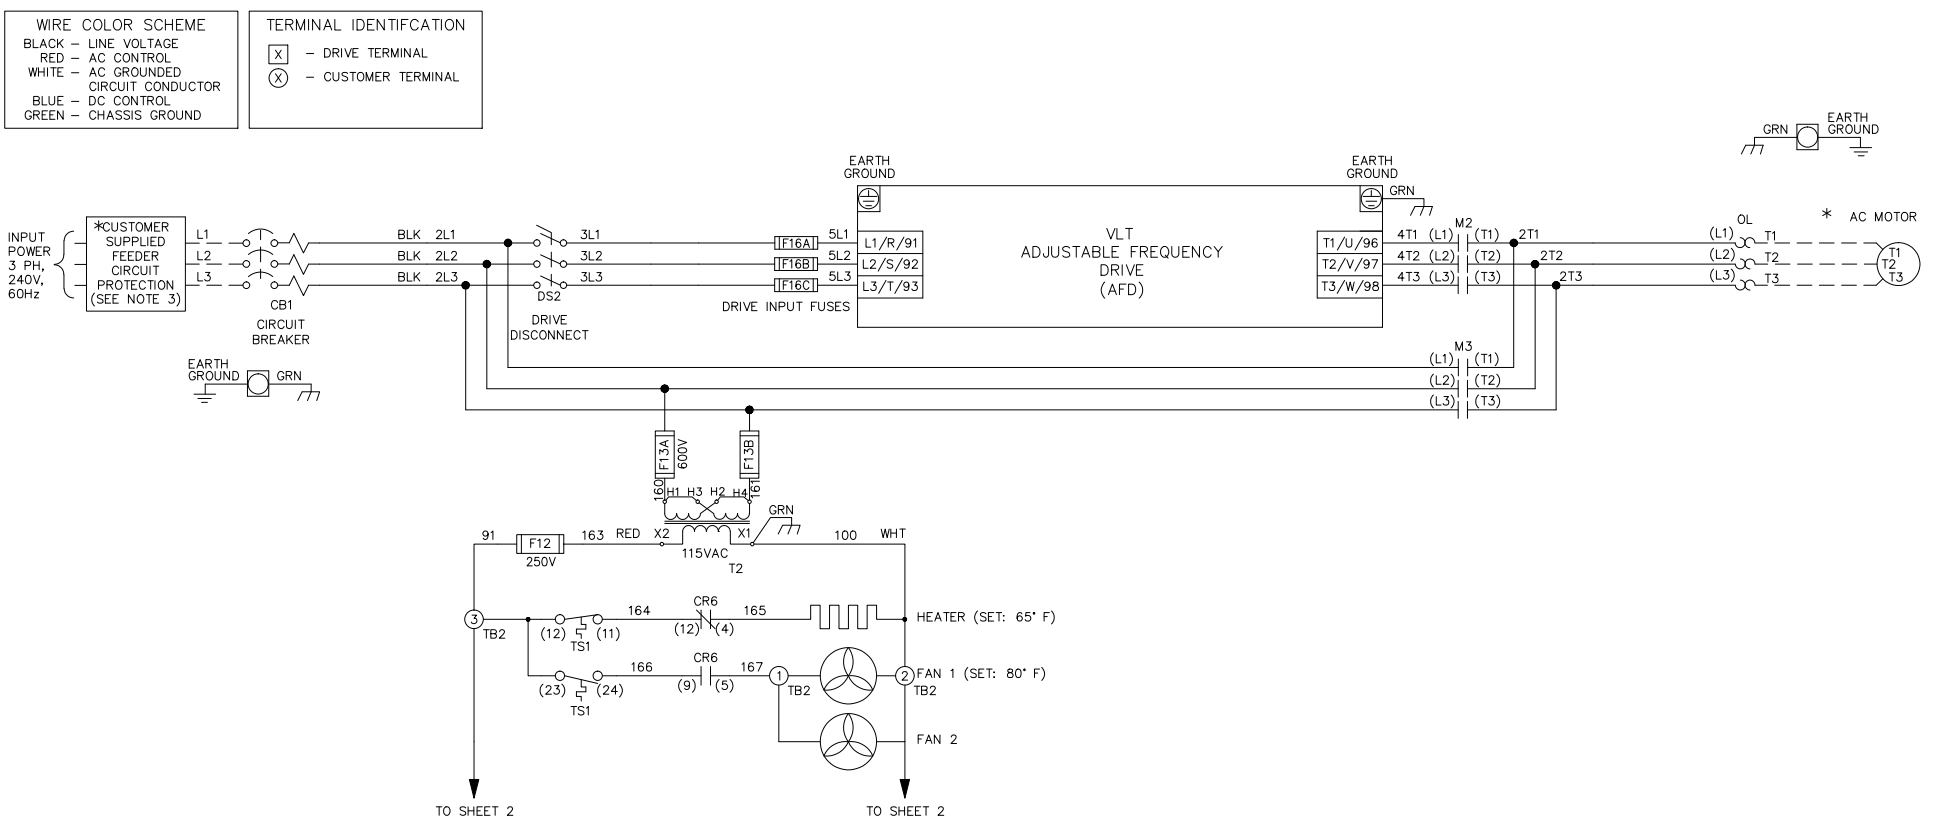 WIRE COLOR SCHEME
BLACK – LINE VOLTAGE
RED – AC CONTROL
WHITE – AC GROUNDED
CIRCUIT CONDUCTOR
BLUE – DC CONTROL
GREEN – CHASSIS GROUND
TERMINAL IDENTIFCATION
X – DRIVE TERMINAL
X – CUSTOMER TERMINAL
GRN
EARTH
GROUND
INPUT
POWER
3 PH,
240V,
60Hz
*CUSTOMER
SUPPLIED
FEEDER
CIRCUIT
PROTECTION
(SEE NOTE 3)
L1
L2
L3
CB1
CIRCUIT
BREAKER
BLK 2L1
BLK 2L2
BLK 2L3
DS2
DRIVE
DISCONNECT
3L1
3L2
3L3
F16A
F16B
F16C
DRIVE INPUT FUSES
5L1
5L2
5L3
EARTH
GROUND
L1/R/91
L2/S/92
L3/T/93
VLT
ADJUSTABLE FREQUENCY
DRIVE
(AFD)
EARTH
GROUND
GRN
T1/U/96
T2/V/97
T3/W/98
4T1 (L1)
4T2 (L2)
4T3 (L3)
M2
(T1) 2T1
(T2) 2T2
(T3) 2T3
OL
(L1) T1
(L2) T2
(L3) T3
* AC MOTOR
T1
T2
T3
M3
(L1) (T1)
(L2) (T2)
(L3) (T3)
EARTH
GROUND
GRN
F13A
600V
F13B
160
161
H1 H3 H2 H4
GRN
91
F12
250V
163 RED X2
X1
115VAC
T2
100 WHT
3
TB2
(12) (11)
TS1
164
CR6
(12) (4)
165
HEATER (SET: 65° F)
(23) (24)
TS1
166
CR6
(9) (5)
167
1
TB2
2
TB2
FAN 1 (SET: 80° F)
FAN 2
TO SHEET 2
TO SHEET 2